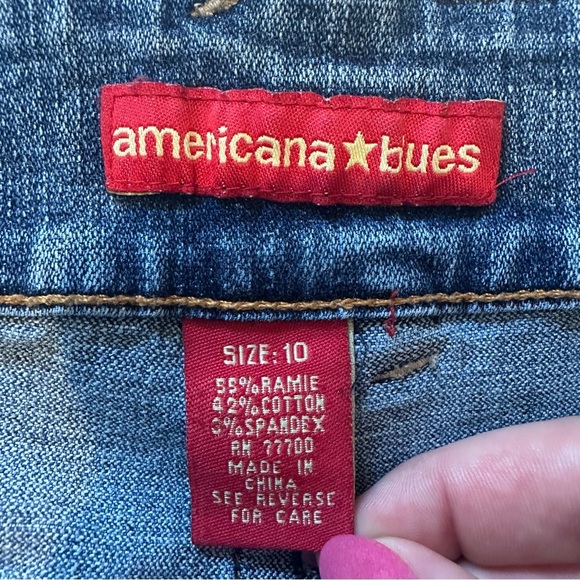 americana★blues
SIZE: 10
55%RAMIE
42%COTTON
3%SPANDEX
RN 77700
MADE IN
CHINA
SEE REVERSE
FOR CARE